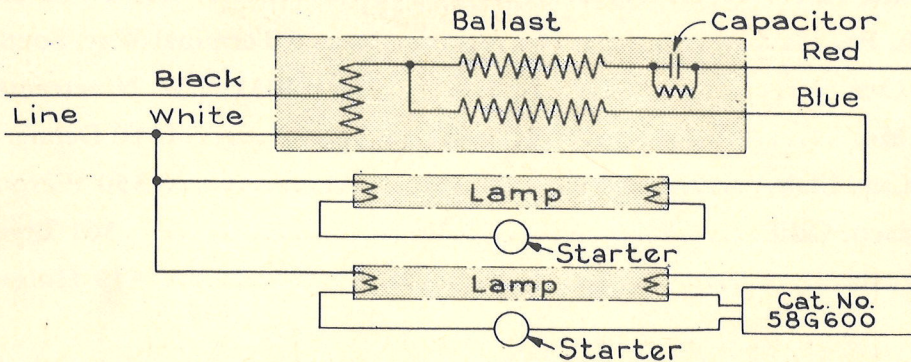 Ballast
Capacitor
Red
Black
Blue
Line
White
Lamp
Starter
Lamp
Cat. No.
58G600
Starter